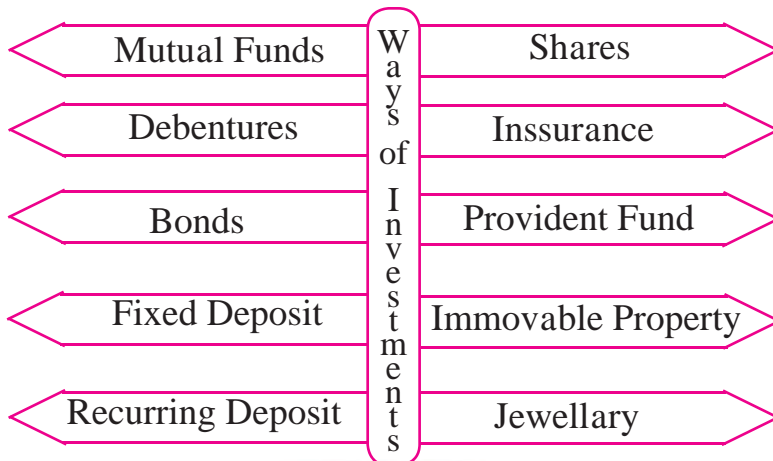 Ways of Investments
Mutual Funds
Shares
Debentures
Inssurance
Bonds
Provident Fund
Fixed Deposit
Immovable Property
Recurring Deposit
Jewellary